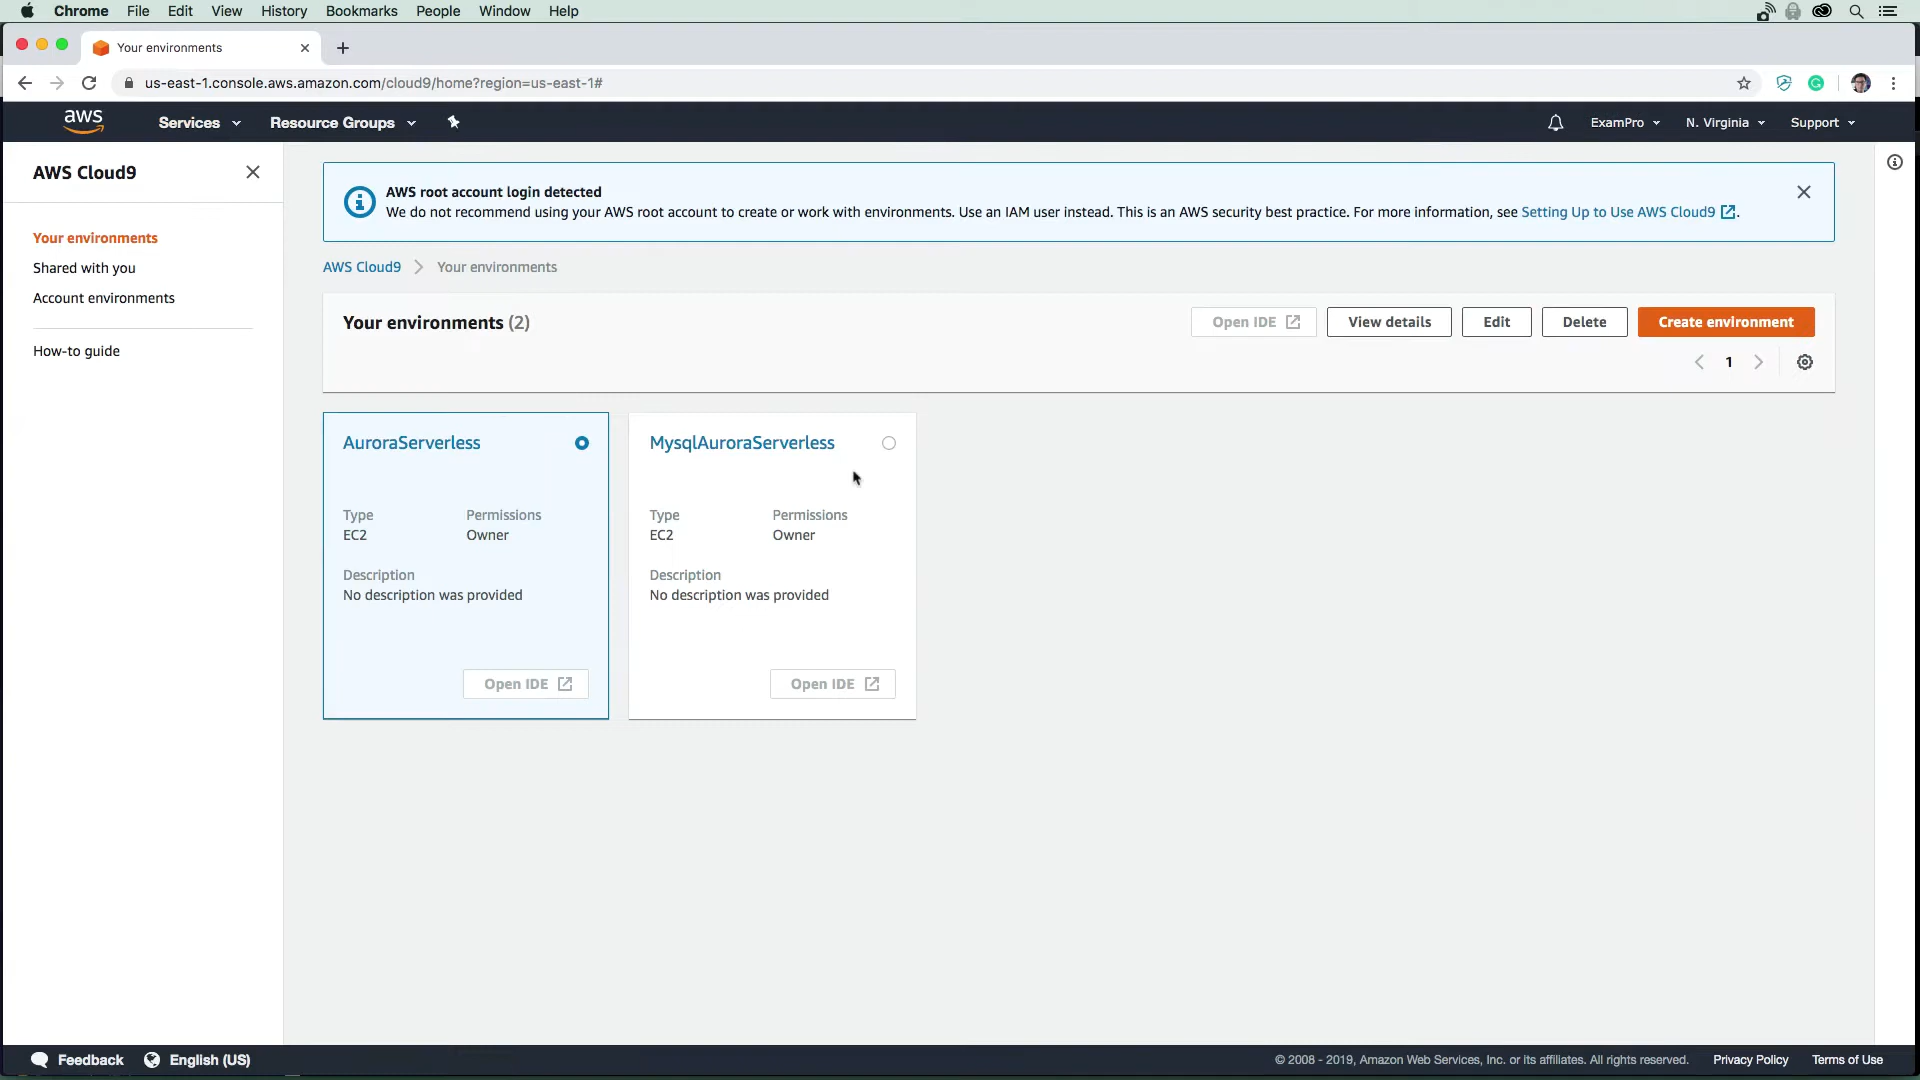 Chrome File Edit View History Bookmarks People Window Help
Your environments
us-east-1.console.aws.amazon.com/cloud9/home?region=us-east-1#
aws Services Resource Groups ExamPro N. Virginia Support
AWS Cloud9
Your environments
Shared with you
Account environments
How-to guide
AWS root account login detected
We do not recommend using your AWS root account to create or work with environments. Use an IAM user instead. This is an AWS security best practice. For more information, see Setting Up to Use AWS Cloud9.
AWS Cloud9 Your environments
Your environments (2)
Open IDE View details Edit Delete Create environment
1
AuroraServerless
Type Permissions
EC2 Owner
Description
No description was provided
Open IDE
MysqlAuroraServerless
Type Permissions
EC2 Owner
Description
No description was provided
Open IDE
Feedback English (US) © 2008 - 2019, Amazon Web Services, Inc. or its affiliates. All rights reserved. Privacy Policy Terms of Use